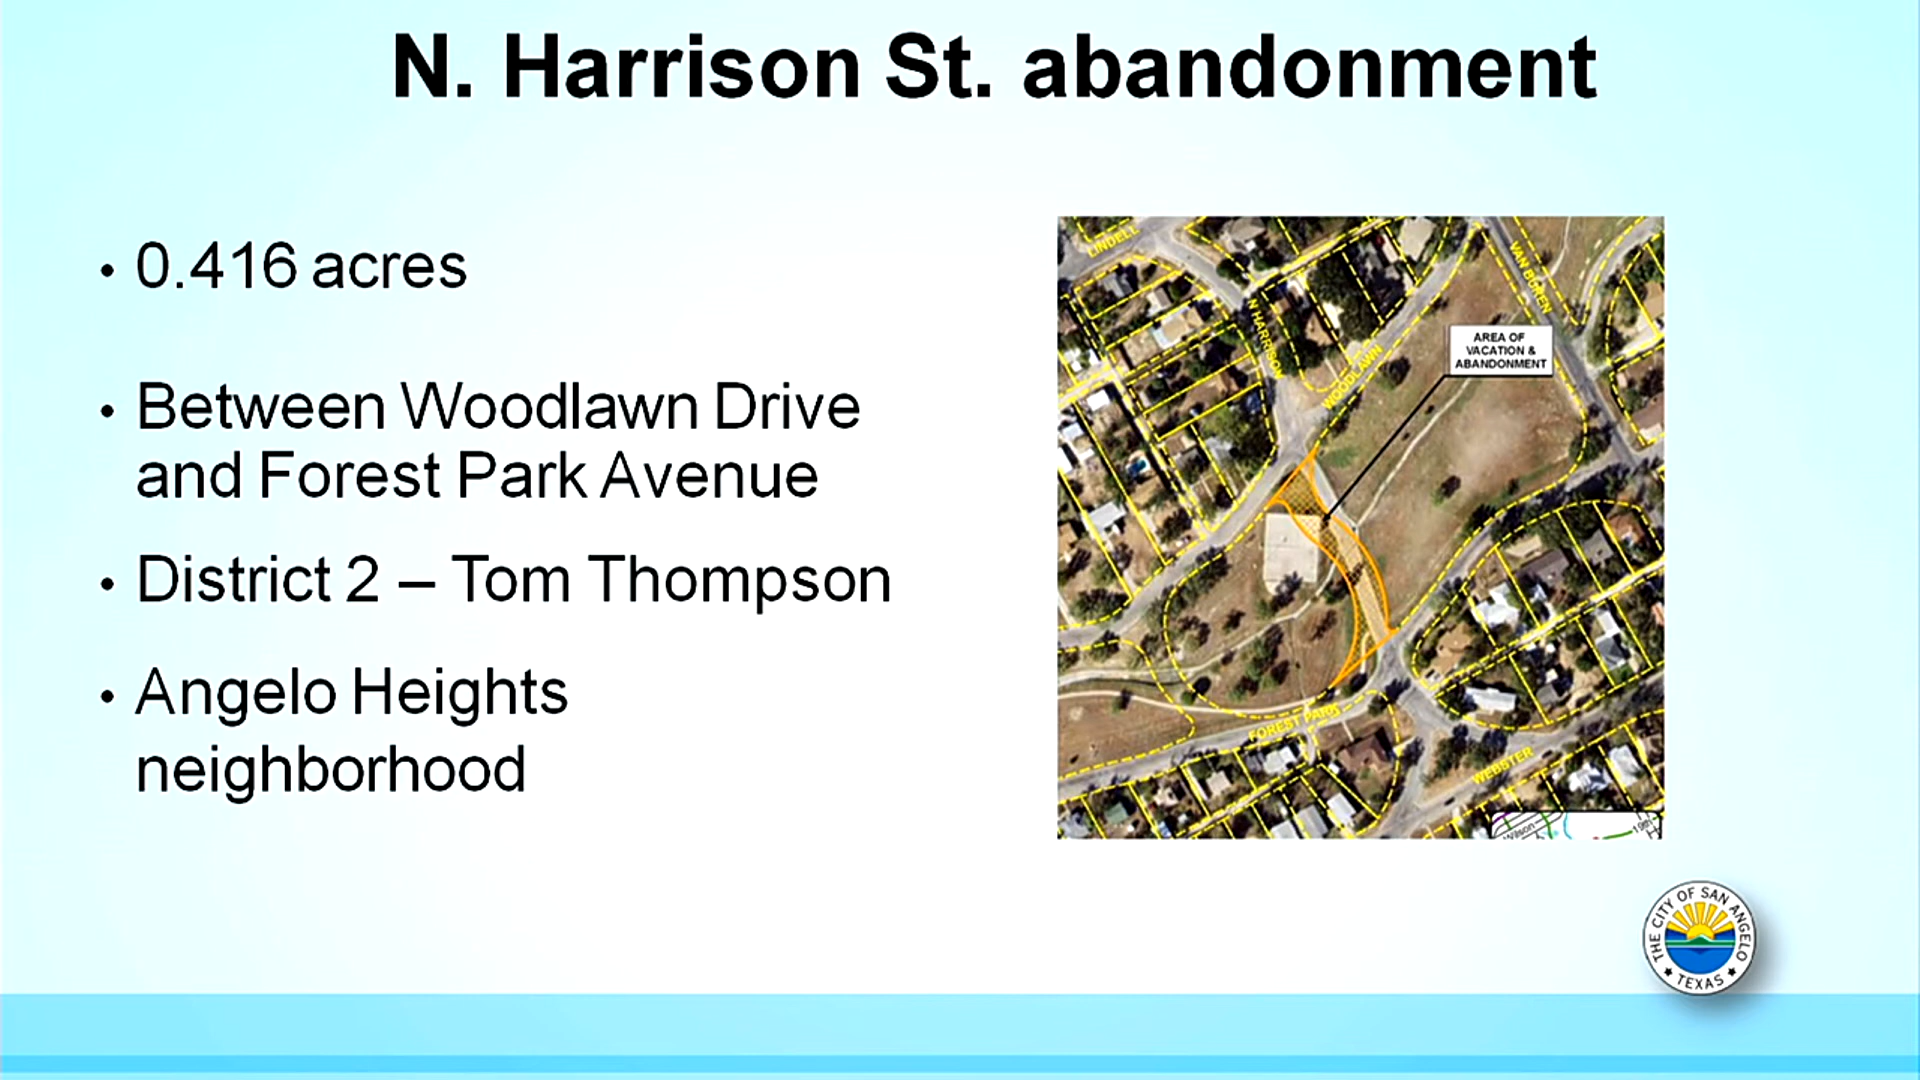 N. Harrison St. abandonment
• 0.416 acres
• Between Woodlawn Drive
and Forest Park Avenue
• District 2 – Tom Thompson
• Angelo Heights
neighborhood
LINDELL
N HARRISON
WOODLAWN
VAN BUREN
AREA OF
VACATION &
ABANDONMENT
FOREST PARK
WEBSTER
Wilson
19th
THE CITY OF SAN ANGELO
★ TEXAS ★